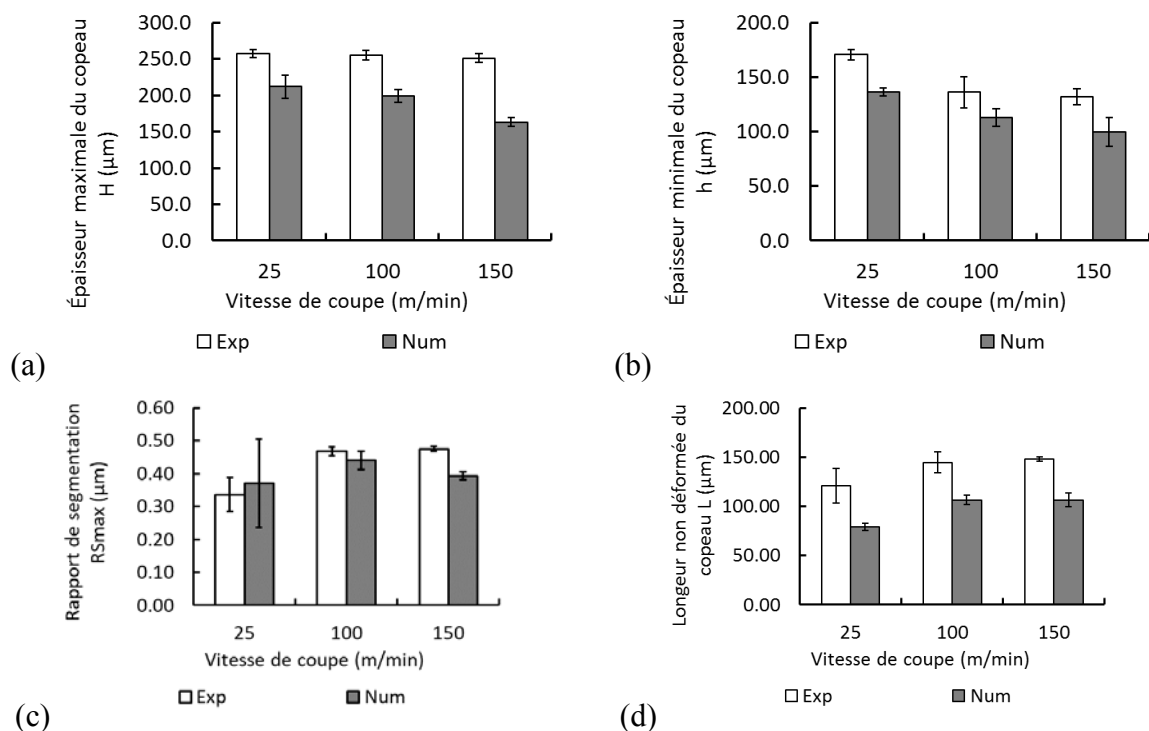 Épaisseur maximale du copeau
H (µm)
300.0
250.0
200.0
150.0
100.0
50.0
0.0
25 100 150
Vitesse de coupe (m/min)
Exp Num
(a)
Épaisseur minimale du copeau
h (µm)
200.0
150.0
100.0
50.0
0.0
25 100 150
Vitesse de coupe (m/min)
Exp Num
(b)
Rapport de segmentation
RSmax (µm)
0.60
0.50
0.40
0.30
0.20
0.10
0.00
25 100 150
Vitesse de coupe (m/min)
Exp Num
(c)
Longeur non déformée du
copeau L (µm)
200.00
150.00
100.00
50.00
0.00
25 100 150
Vitesse de coupe (m/min)
Exp Num
(d)